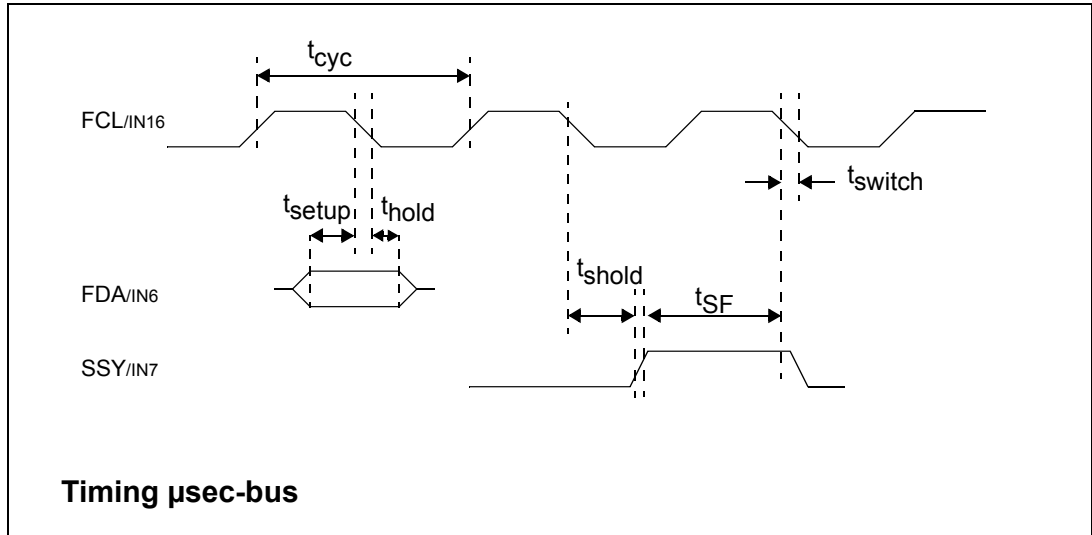 tcyc
FCL/IN16
tswitch
tsetup
thold
FDA/IN6
tshold
tSF
SSY/IN7
Timing µsec-bus